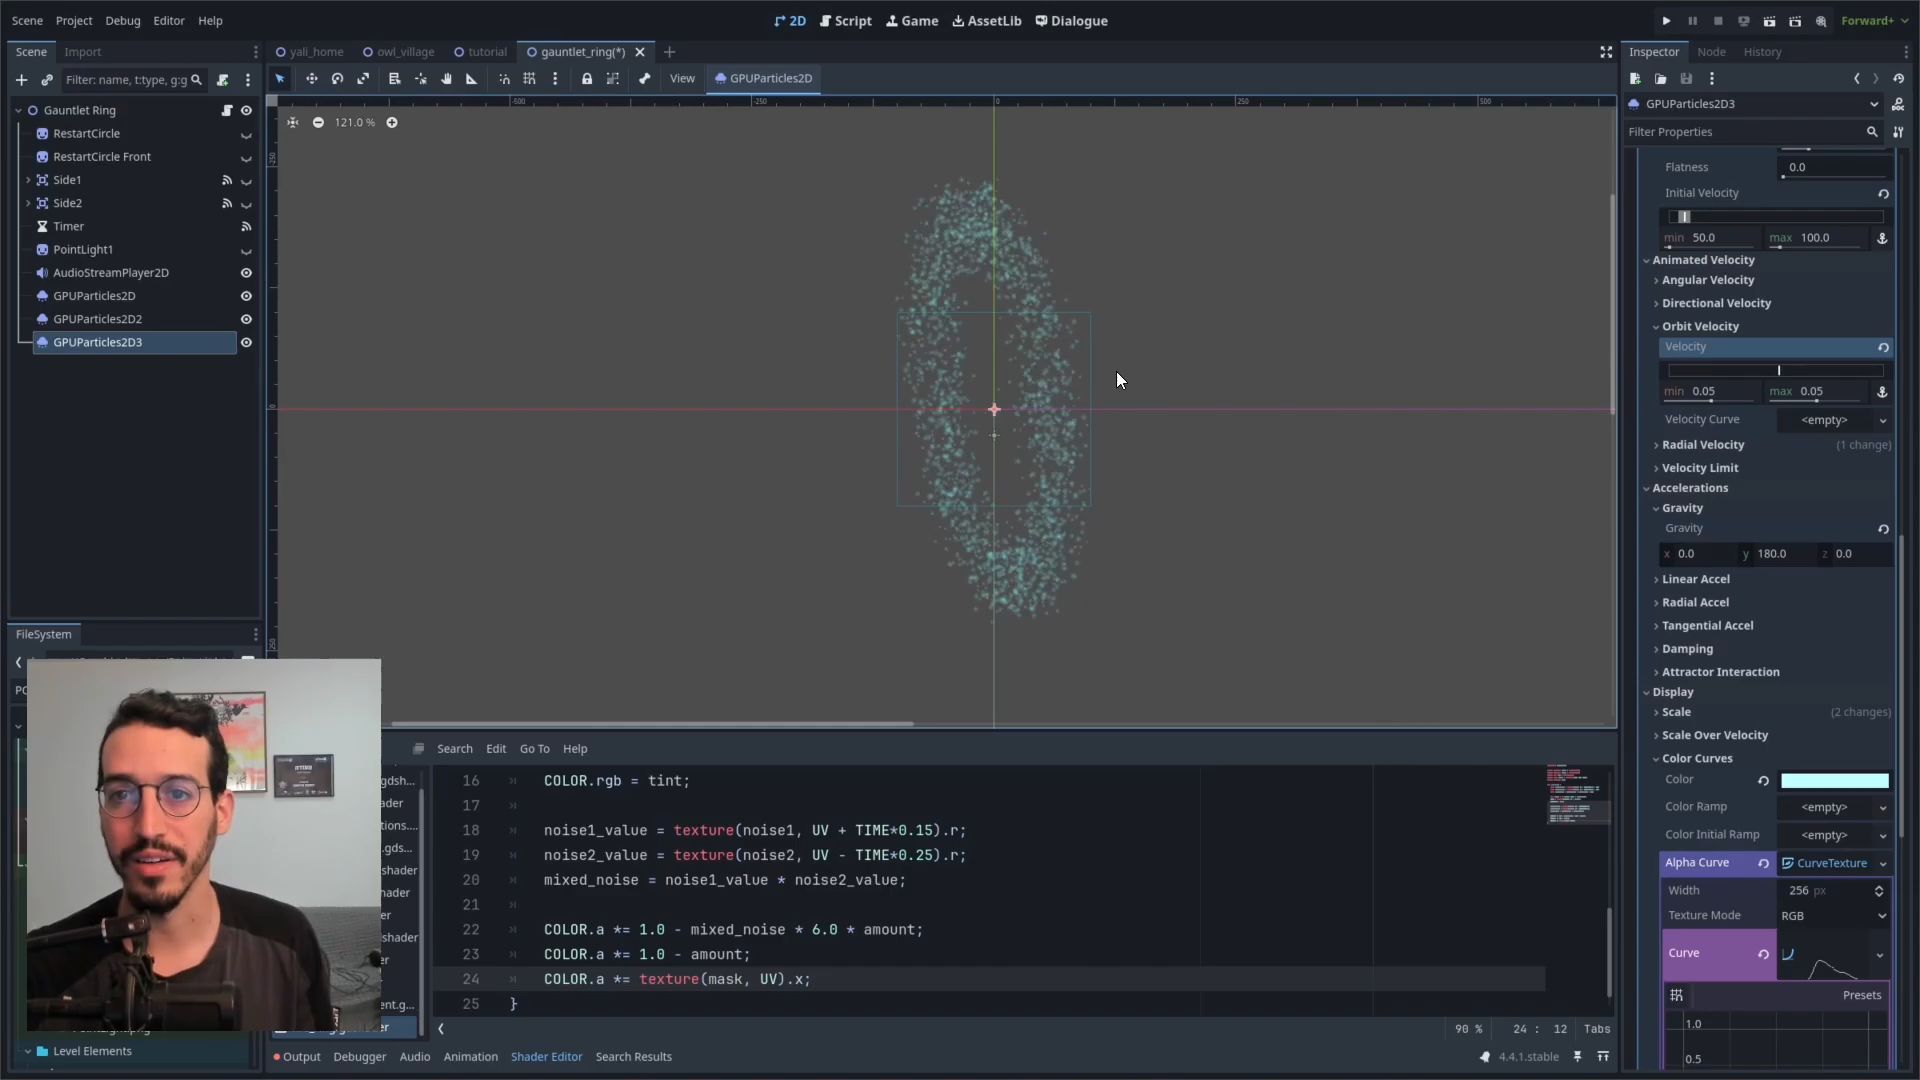 Scene Project Debug Editor Help
2D Script Game AssetLib Dialogue
Forward+
Scene Import
yali_home owl_village tutorial gauntlet_ring(*)
Inspector Node History
Filter: name, t:type, g:g
View GPUParticles2D
GPUParticles2D3
Filter Properties
Gauntlet Ring
RestartCircle
RestartCircle Front
Side1
Side2
Timer
PointLight1
AudioStreamPlayer2D
GPUParticles2D
GPUParticles2D2
GPUParticles2D3
-500 -250 0 250 500
121.0 %
-250
0
250
Flatness 0.0
Initial Velocity
min 50.0 max 100.0
Animated Velocity
Angular Velocity
Directional Velocity
Orbit Velocity
Velocity
min 0.05 max 0.05
Velocity Curve <empty>
Radial Velocity (1 change)
Velocity Limit
Accelerations
Gravity
Gravity
x 0.0 y 180.0 z 0.0
Linear Accel
Radial Accel
Tangential Accel
Damping
Attractor Interaction
Display
Scale (2 changes)
Scale Over Velocity
Color Curves
Color
Color Ramp <empty>
Color Initial Ramp <empty>
Alpha Curve CurveTexture
Width 256 px
Texture Mode RGB
Curve
Presets
1.0
0.5
FileSystem
Level Elements
Search Edit Go To Help
16 COLOR.rgb = tint;
17
18 noise1_value = texture(noise1, UV + TIME*0.15).r;
19 noise2_value = texture(noise2, UV - TIME*0.25).r;
20 mixed_noise = noise1_value * noise2_value;
21
22 COLOR.a *= 1.0 - mixed_noise * 6.0 * amount;
23 COLOR.a *= 1.0 - amount;
24 COLOR.a *= texture(mask, UV).x;
25 }
90 % 24 : 12 Tabs
Output Debugger Audio Animation Shader Editor Search Results
4.4.1.stable